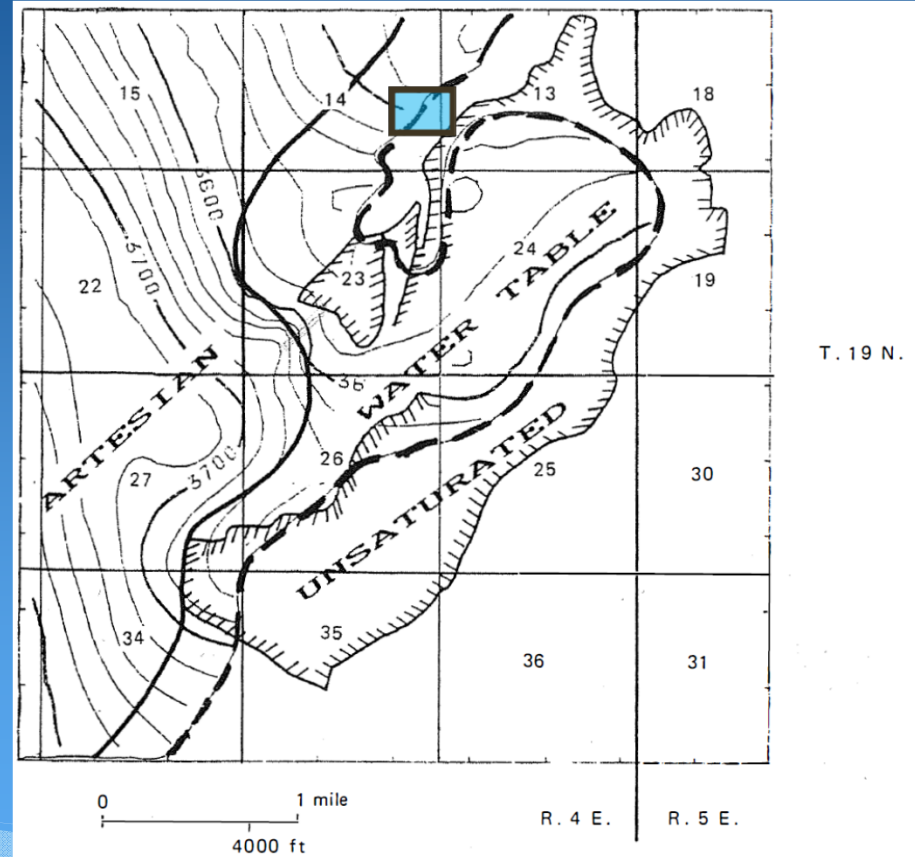 15
14
13
18
3600
3700
22
23
24
19
WATER TABLE
T. 19 N.
ARTESIAN
36
27
3700
26
25
30
UNSATURATED
34
35
36
31
0
1 mile
4000 ft
R. 4 E.
R. 5 E.